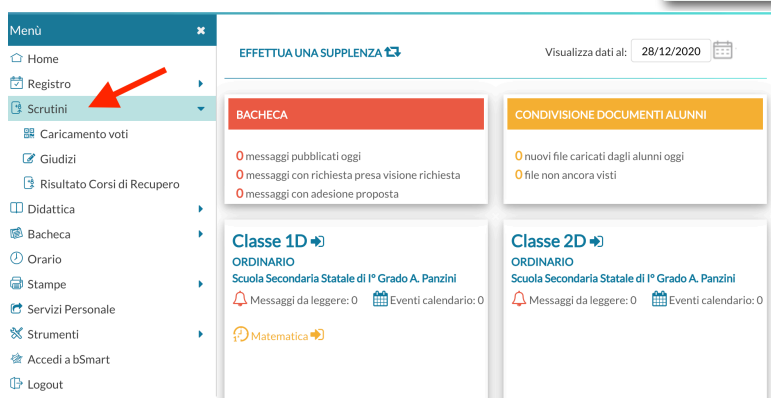 Menù
Home
Registro
Scrutini
Caricamento voti
Giudizi
Risultato Corsi di Recupero
Didattica
Bacheca
Orario
Stampe
Servizi Personale
Strumenti
Accedi a bSmart
Logout
EFFETTUA UNA SUPPLENZA
Visualizza dati al: 28/12/2020
BACHECA
0 messaggi pubblicati oggi
0 messaggi con richiesta presa visione richiesta
0 messaggi con adesione proposta
CONDIVISIONE DOCUMENTI ALUNNI
0 nuovi file caricati dagli alunni oggi
0 file non ancora visti
Classe 1D
ORDINARIO
Scuola Secondaria Statale di I° Grado A. Panzini
Messaggi da leggere: 0 Eventi calendario: 0
1° Matematica
Classe 2D
ORDINARIO
Scuola Secondaria Statale di I° Grado A. Panzini
Messaggi da leggere: 0 Eventi calendario: 0